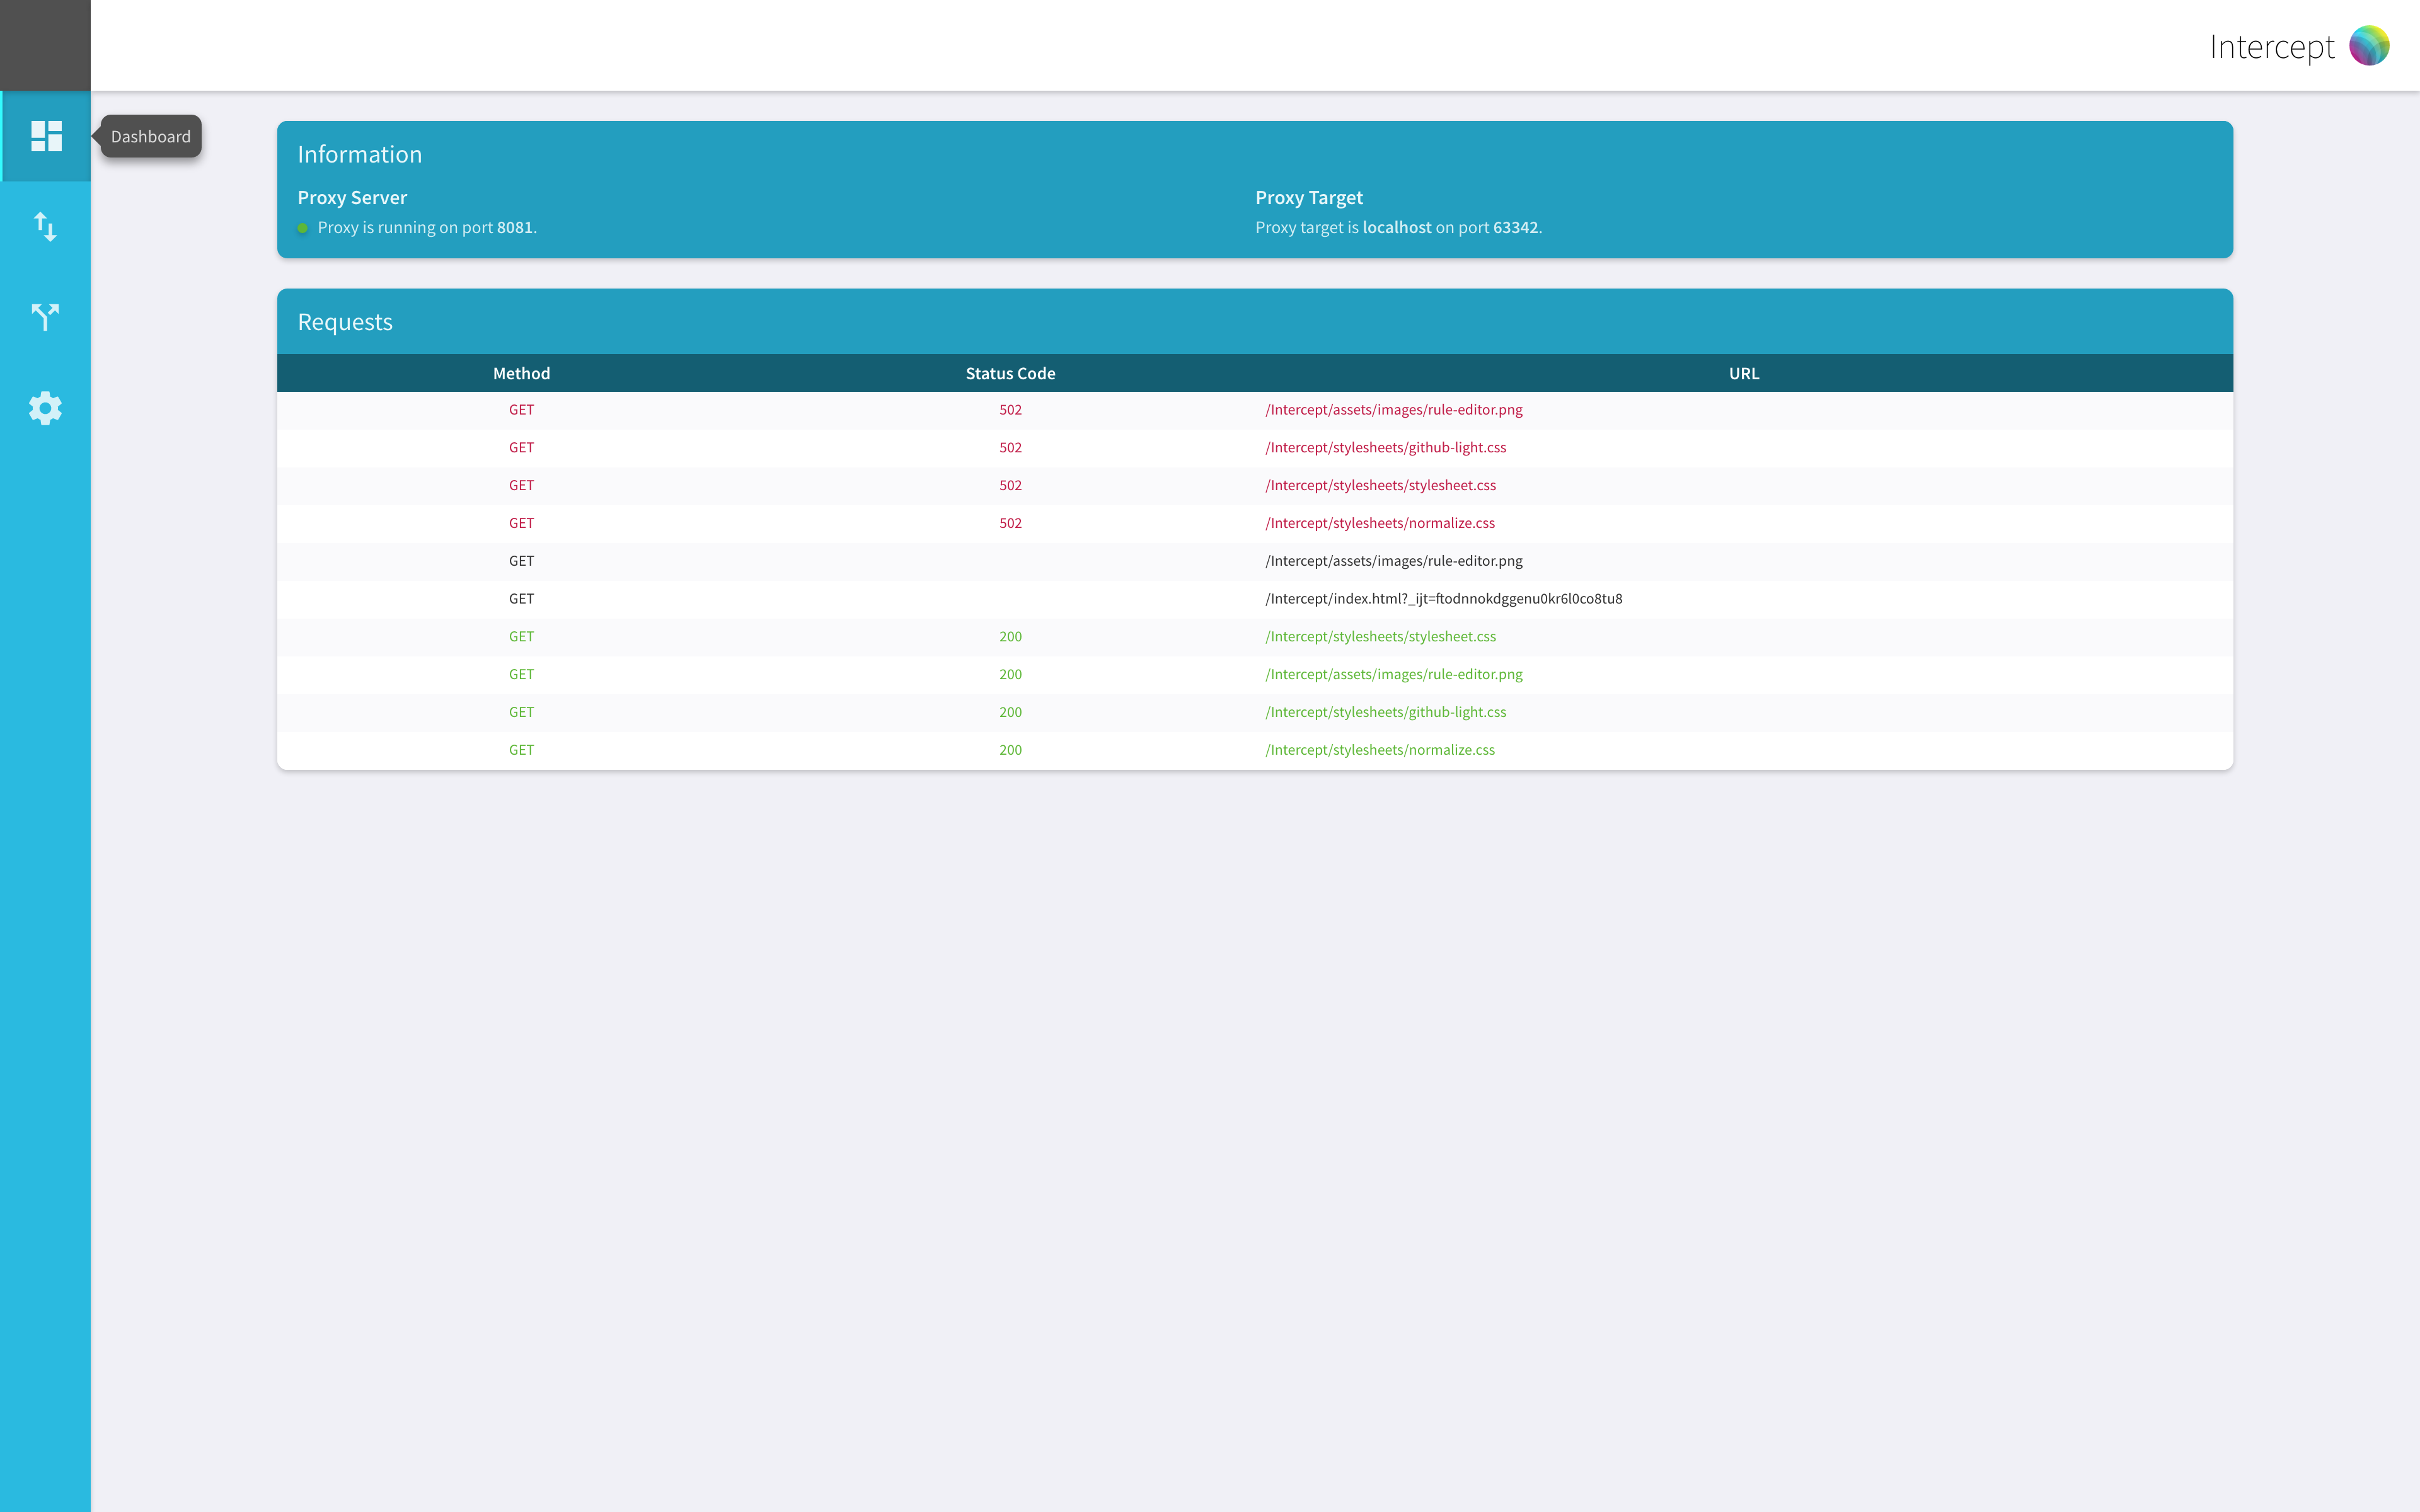 Intercept
Dashboard
Information
Proxy Server
Proxy Target
Proxy is running on port 8081.
Proxy target is localhost on port 63342.
Requests
Method Status Code URL
GET 502 /Intercept/assets/images/rule-editor.png
GET 502 /Intercept/stylesheets/github-light.css
GET 502 /Intercept/stylesheets/stylesheet.css
GET 502 /Intercept/stylesheets/normalize.css
GET /Intercept/assets/images/rule-editor.png
GET /Intercept/index.html?_ijt=ftodnnokdggenu0kr6l0co8tu8
GET 200 /Intercept/stylesheets/stylesheet.css
GET 200 /Intercept/assets/images/rule-editor.png
GET 200 /Intercept/stylesheets/github-light.css
GET 200 /Intercept/stylesheets/normalize.css